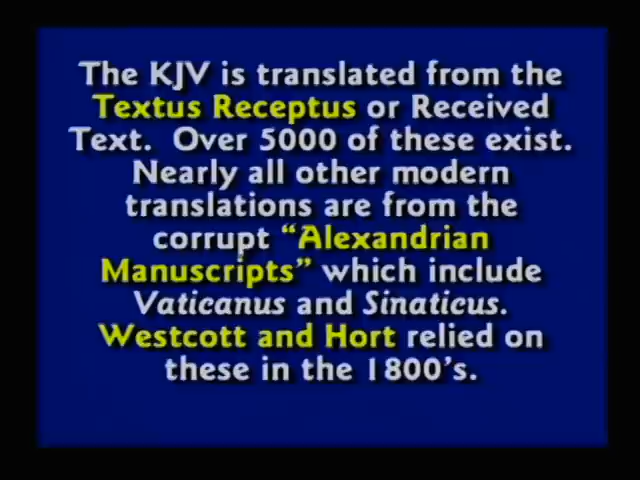 The KJV is translated from the
Textus Receptus or Received
Text. Over 5000 of these exist.
Nearly all other modern
translations are from the
corrupt “Alexandrian
Manuscripts” which include
Vaticanus and Sinaticus.
Westcott and Hort relied on
these in the 1800’s.